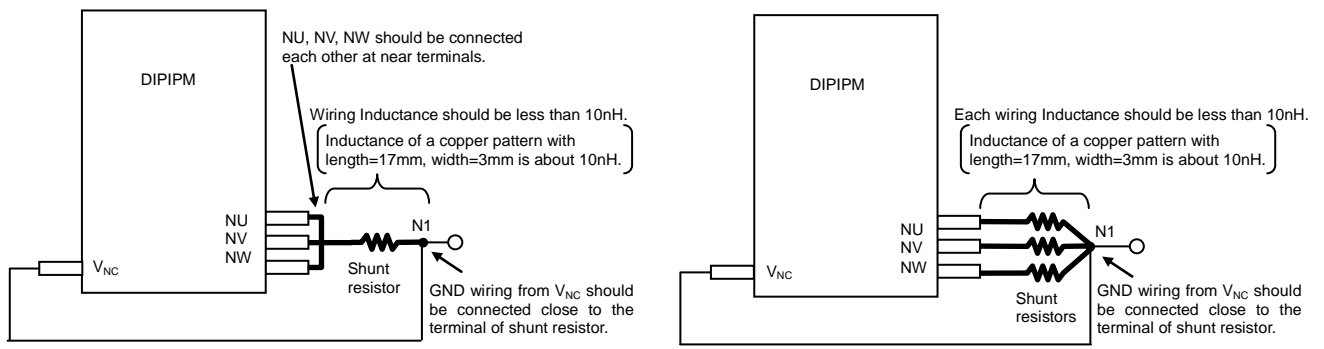 NU, NV, NW should be connected
each other at near terminals.
DIPIPM
Wiring Inductance should be less than 10nH.
Inductance of a copper pattern with
length=17mm, width=3mm is about 10nH.
NU
NV
NW
N1
VNC
Shunt
resistor
GND wiring from VNC should
be connected close to the
terminal of shunt resistor.
DIPIPM
Each wiring Inductance should be less than 10nH.
Inductance of a copper pattern with
length=17mm, width=3mm is about 10nH.
NU
NV
NW
N1
VNC
Shunt
resistors
GND wiring from VNC should
be connected close to the
terminal of shunt resistor.